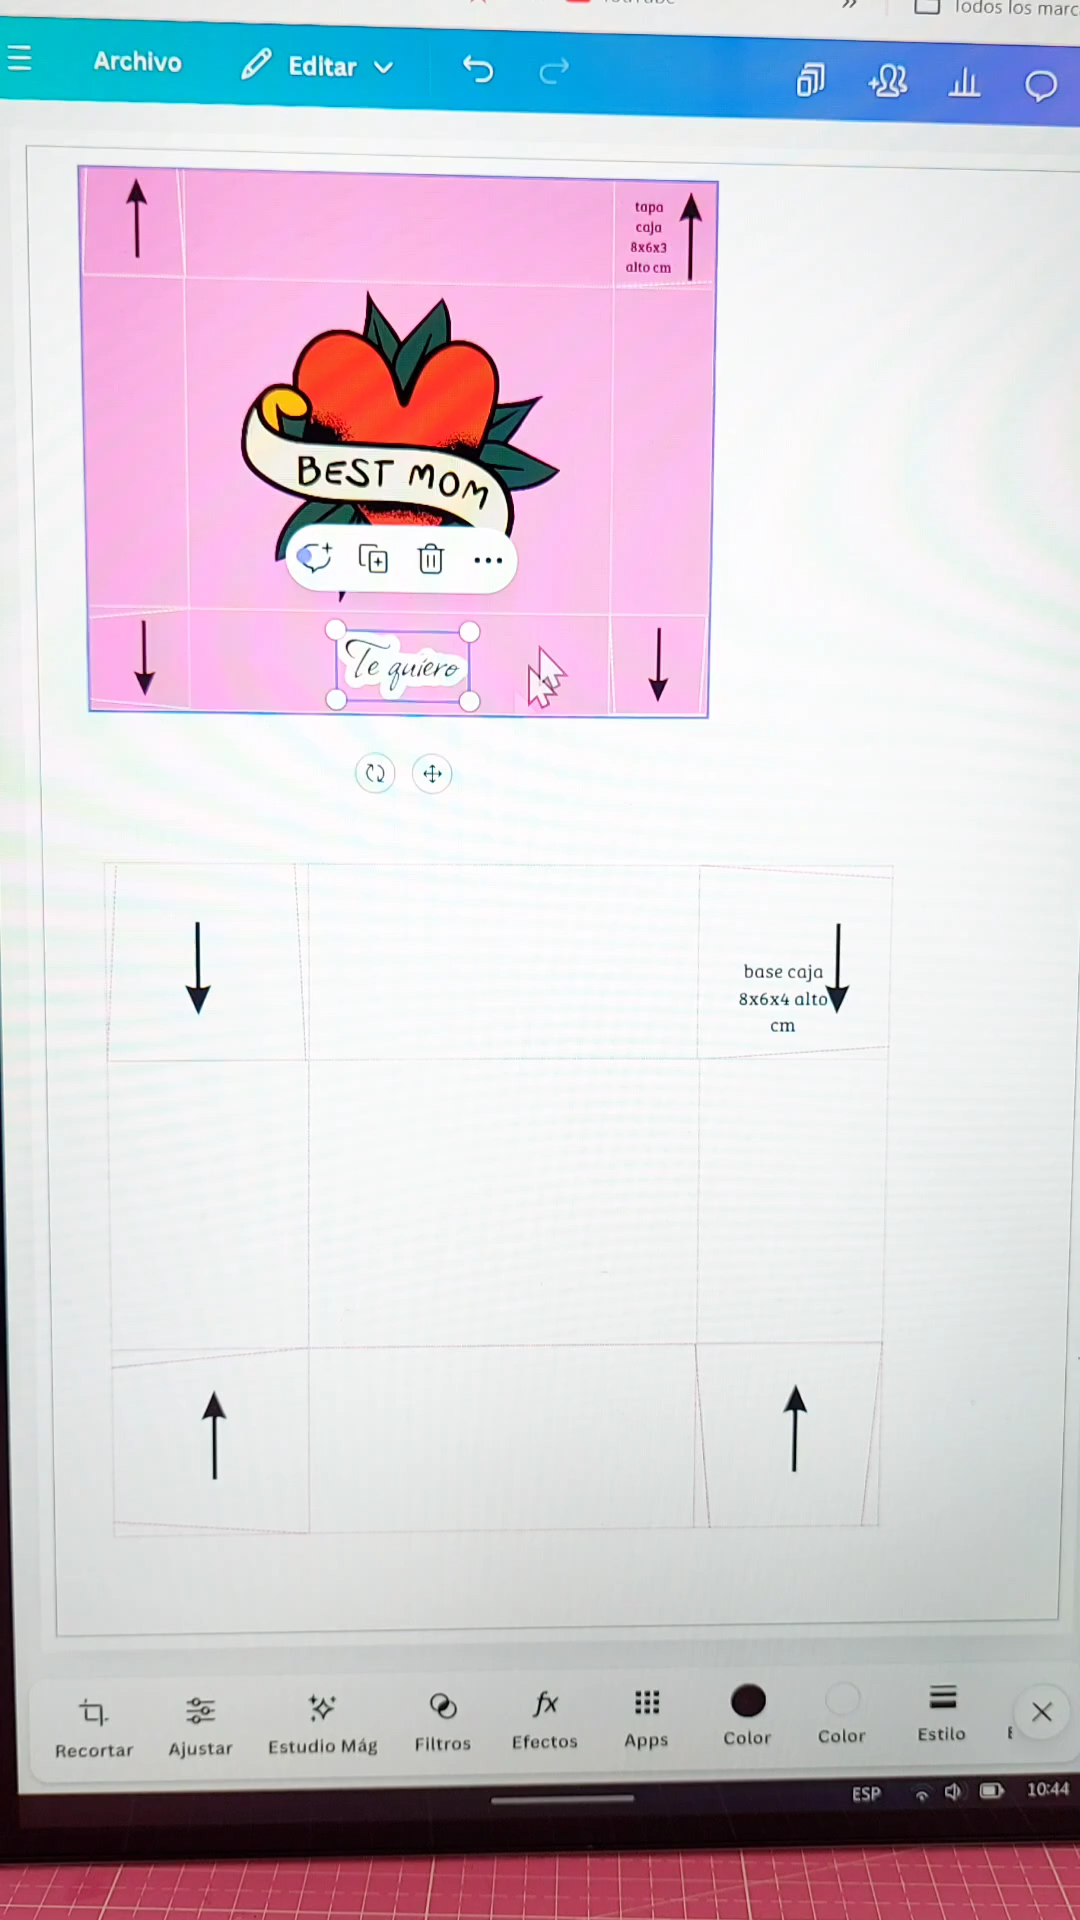 Todos los marc
Archivo
Editar
tapa
caja
8x6x3
alto cm
BEST MOM
Te quiero
base caja
8x6x4 alto
cm
Recortar
Ajustar
Estudio Mág
Filtros
fx
Efectos
Apps
Color
Color
Estilo
ESP
10:44